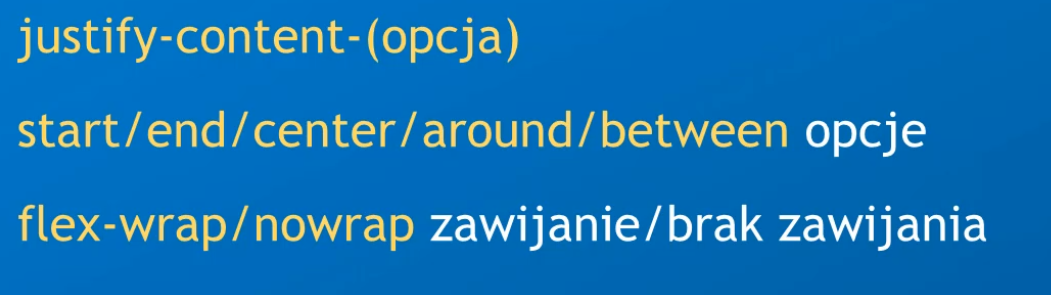 justify-content-(opcja)
start/end/center/around/between opcje
flex-wrap/nowrap zawijanie/brak zawijania